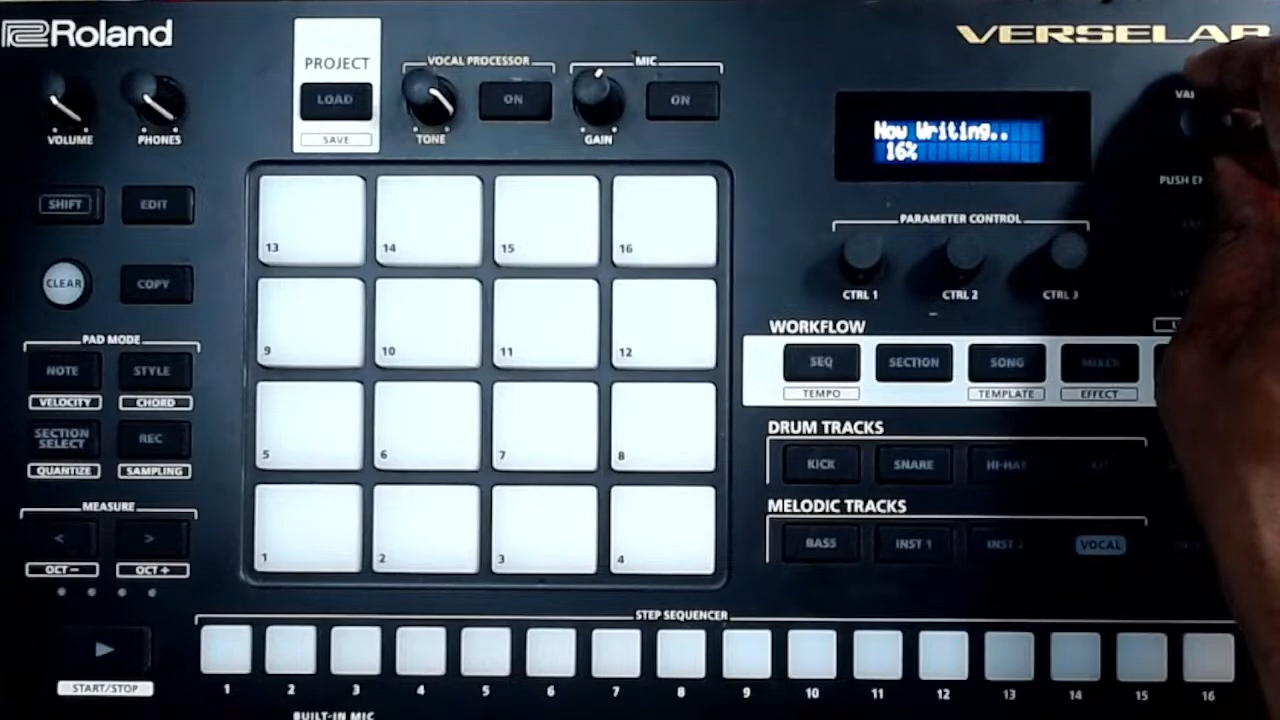 Roland
VERSELAB
PROJECT
LOAD
SAVE
VOCAL PROCESSOR
ON
TONE
MIC
ON
GAIN
VOLUME
PHONES
Now Writing..
16%
SHIFT
EDIT
CLEAR
COPY
PAD MODE
NOTE
STYLE
VELOCITY
CHORD
SECTION SELECT
REC
QUANTIZE
SAMPLING
MEASURE
<
>
OCT −
OCT +
START/STOP
13
14
15
16
9
10
11
12
5
6
7
8
1
2
3
4
PARAMETER CONTROL
CTRL 1
CTRL 2
CTRL 3
PUSH
WORKFLOW
SEQ
SECTION
SONG
MIXER
TEMPO
TEMPLATE
EFFECT
DRUM TRACKS
KICK
SNARE
HI-HAT
MELODIC TRACKS
BASS
INST 1
INST 2
VOCAL
STEP SEQUENCER
1 2 3 4 5 6 7 8 9 10 11 12 13 14 15 16
BUILT-IN MIC